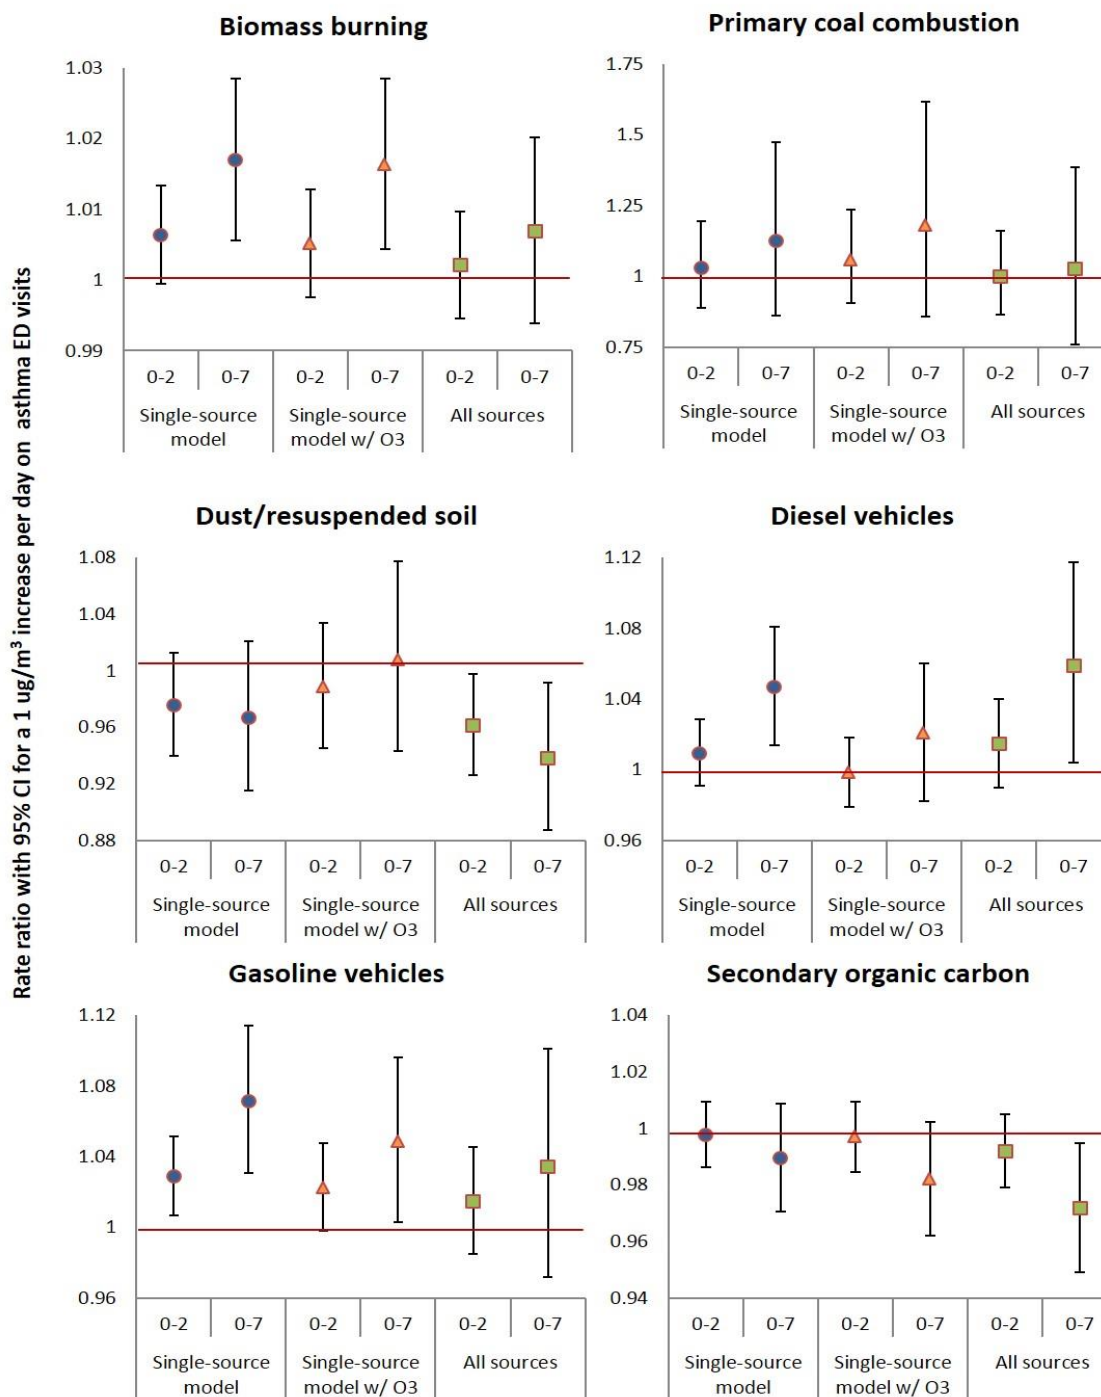 Rate ratio with 95% CI for a 1 ug/m³ increase per day on asthma ED visits
Biomass burning
1.03
1.02
1.01
1
0.99
0-2 0-7 0-2 0-7 0-2 0-7
Single-source Single-source All sources
model model w/ O3
Primary coal combustion
1.75
1.5
1.25
1
0.75
0-2 0-7 0-2 0-7 0-2 0-7
Single-source Single-source All sources
model model w/ O3
Dust/resuspended soil
1.08
1.04
1
0.96
0.92
0.88
0-2 0-7 0-2 0-7 0-2 0-7
Single-source Single-source All sources
model model w/ O3
Diesel vehicles
1.12
1.08
1.04
1
0.96
0-2 0-7 0-2 0-7 0-2 0-7
Single-source Single-source All sources
model model w/ O3
Gasoline vehicles
1.12
1.08
1.04
1
0.96
0-2 0-7 0-2 0-7 0-2 0-7
Single-source Single-source All sources
model model w/ O3
Secondary organic carbon
1.04
1.02
1
0.98
0.96
0.94
0-2 0-7 0-2 0-7 0-2 0-7
Single-source Single-source All sources
model model w/ O3